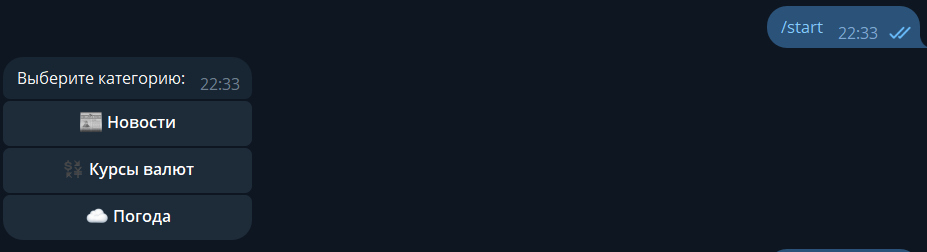 /start 22:33
Выберите категорию: 22:33
📰 Новости
💱 Курсы валют
☁️ Погода